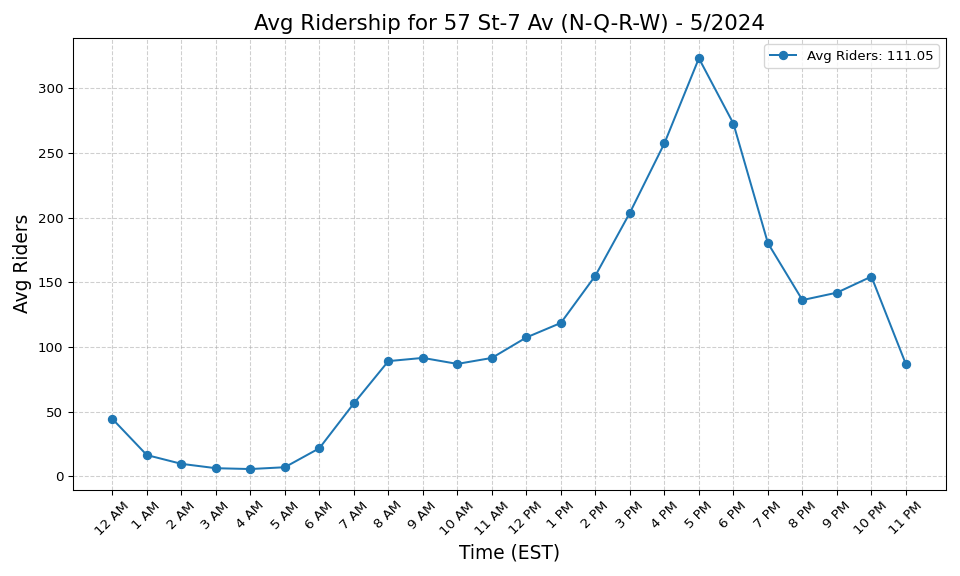 Avg Ridership for 57 St-7 Av (N-Q-R-W) - 5/2024
Avg Riders: 111.05
Avg Riders
300
250
200
150
100
50
0
12 AM
1 AM
2 AM
3 AM
4 AM
5 AM
6 AM
7 AM
8 AM
9 AM
10 AM
11 AM
12 PM
1 PM
2 PM
3 PM
4 PM
5 PM
6 PM
7 PM
8 PM
9 PM
10 PM
11 PM
Time (EST)